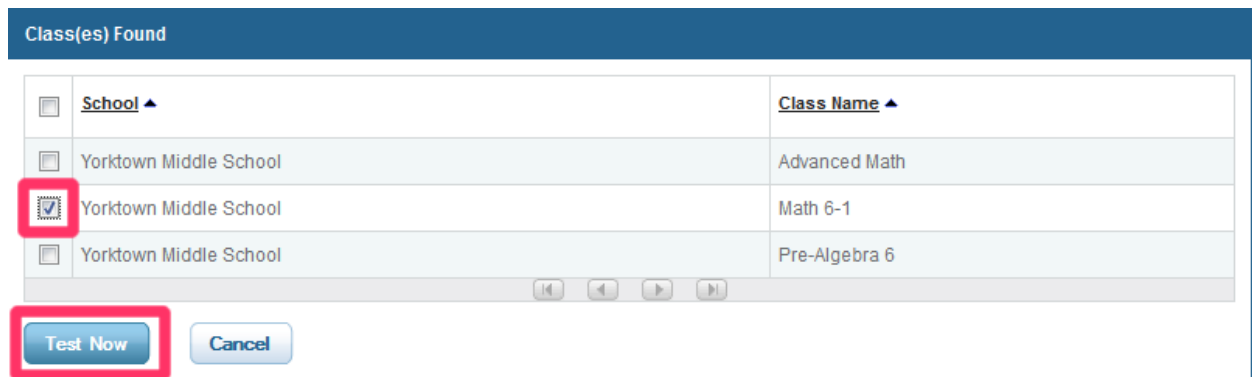 Class(es) Found
School Class Name
Yorktown Middle School Advanced Math
Yorktown Middle School Math 6-1
Yorktown Middle School Pre-Algebra 6
Test Now Cancel